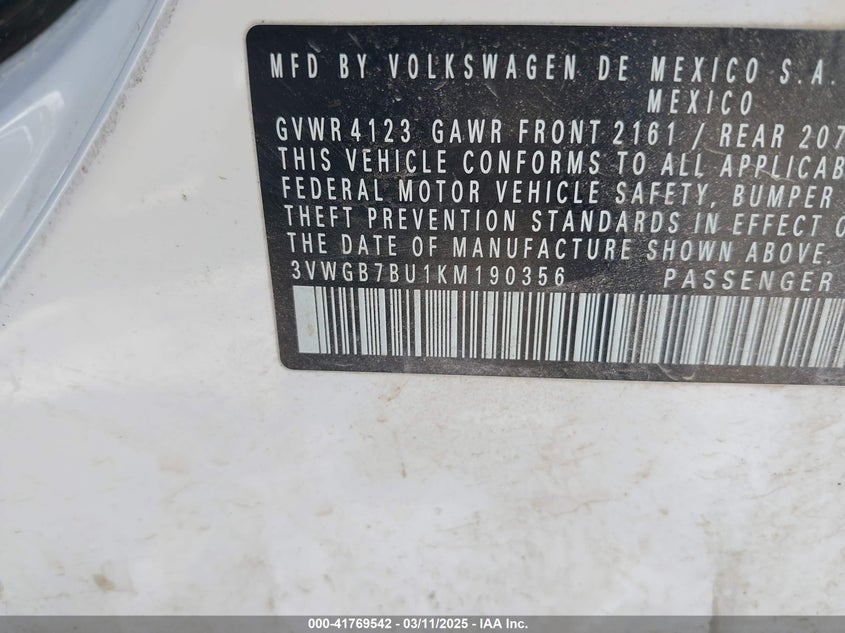 MFD BY VOLKSWAGEN DE MEXICO S.A.
MEXICO
GVWR 4123 GAWR FRONT 2161 / REAR 207
THIS VEHICLE CONFORMS TO ALL APPLICAB
FEDERAL MOTOR VEHICLE SAFETY, BUMPER
THEFT PREVENTION STANDARDS IN EFFECT O
THE DATE OF MANUFACTURE SHOWN ABOVE.
3VWGB7BU1KM190356 PASSENGER
000-41769542 - 03/11/2025 - IAA Inc.